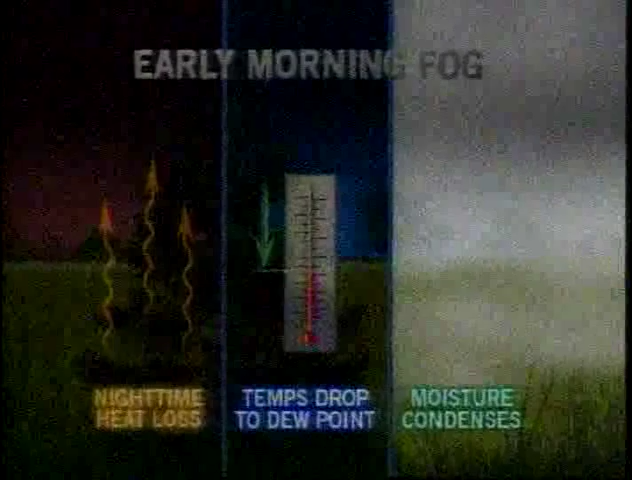 EARLY MORNING FOG
NIGHTTIME
HEAT LOSS
TEMPS DROP
TO DEW POINT
MOISTURE
CONDENSES